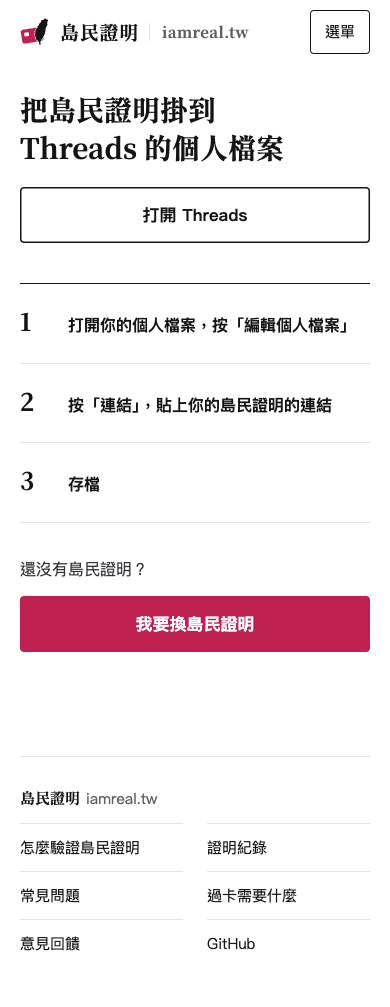 島民證明 iamreal.tw
選單
把島民證明掛到
Threads 的個人檔案
打開 Threads
1 打開你的個人檔案，按「編輯個人檔案」
2 按「連結」，貼上你的島民證明的連結
3 存檔
還沒有島民證明？
我要換島民證明
島民證明 iamreal.tw
怎麼驗證島民證明
證明紀錄
常見問題
過卡需要什麼
意見回饋
GitHub